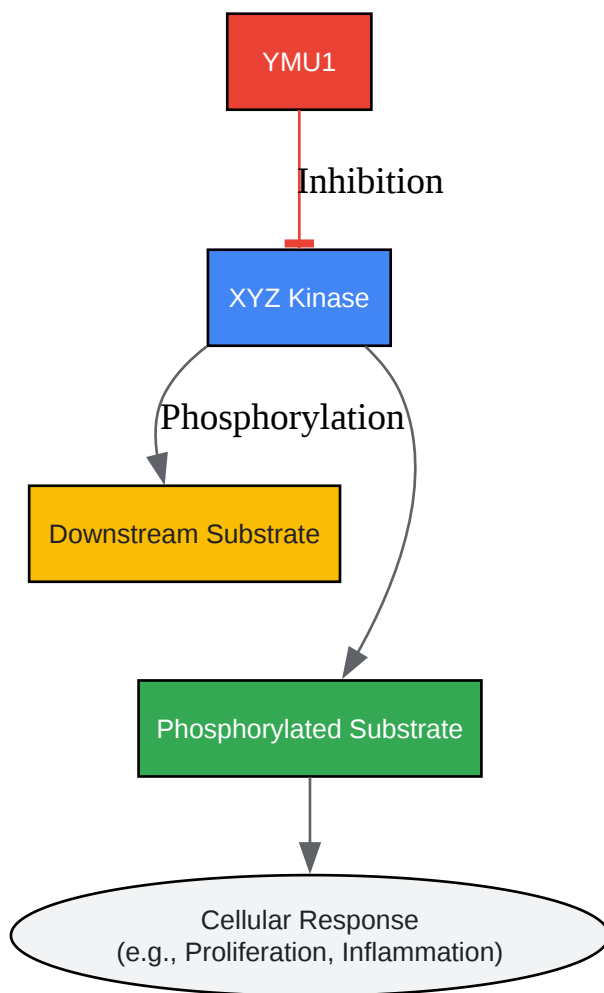 YMU1
Inhibition
XYZ Kinase
Phosphorylation
Downstream Substrate
Phosphorylated Substrate
Cellular Response
(e.g., Proliferation, Inflammation)